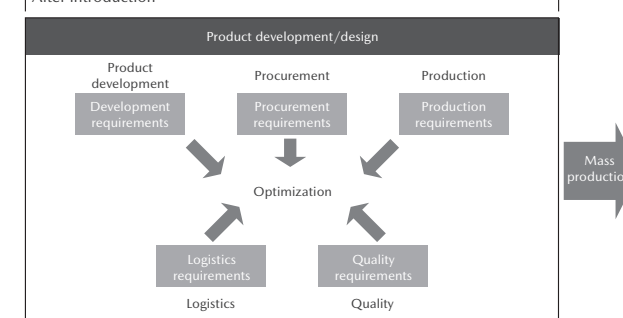 After introduction
Product development/design
Product
development
Procurement
Production
Development
requirements
Procurement
requirements
Production
requirements
Mass
production
Optimization
Logistics
requirements
Quality
requirements
Logistics
Quality